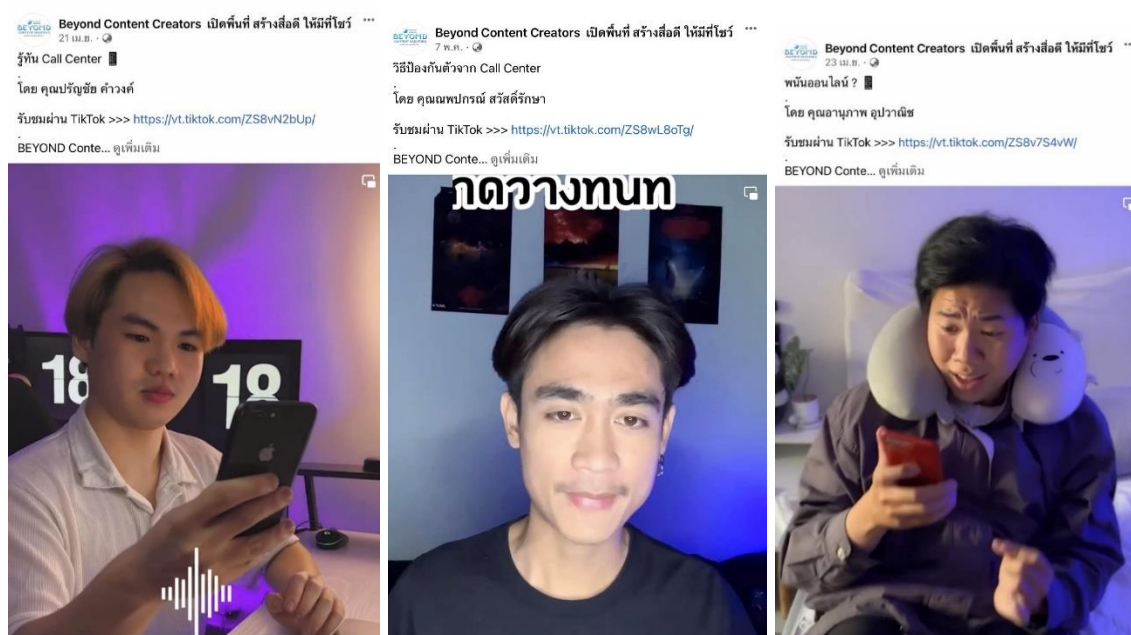 BEYOND
Beyond Content Creators เปิดพื้นที่ สร้างสื่อดี ให้มีที่โชว์ ...
21 เม.ย. ·
รู้ทัน Call Center
.
โดย คุณปรัญชัย คำวงค์
.
รับชมผ่าน TikTok >>> https://vt.tiktok.com/ZS8vN2bUp/
.
BEYOND Conte... ดูเพิ่มเติม
18
18
BEYOND
Beyond Content Creators เปิดพื้นที่ สร้างสื่อดี ให้มีที่โชว์ ...
7 พ.ค. ·
วิธีป้องกันตัวจาก Call Center
.
โดย คุณณพปกรณ์ สวัสดิ์รักษา
.
รับชมผ่าน TikTok >>> https://vt.tiktok.com/ZS8wL8oTg/
.
BEYOND Conte... ดูเพิ่มเติม
กดวางทันที
BEYOND
Beyond Content Creators เปิดพื้นที่ สร้างสื่อดี ให้มีที่โชว์
23 เม.ย. ·
พนันออนไลน์ ?
.
โดย คุณอานุภาพ อุปวาณิช
.
รับชมผ่าน TikTok >>> https://vt.tiktok.com/ZS8v7S4vW/
.
BEYOND Conte... ดูเพิ่มเติม